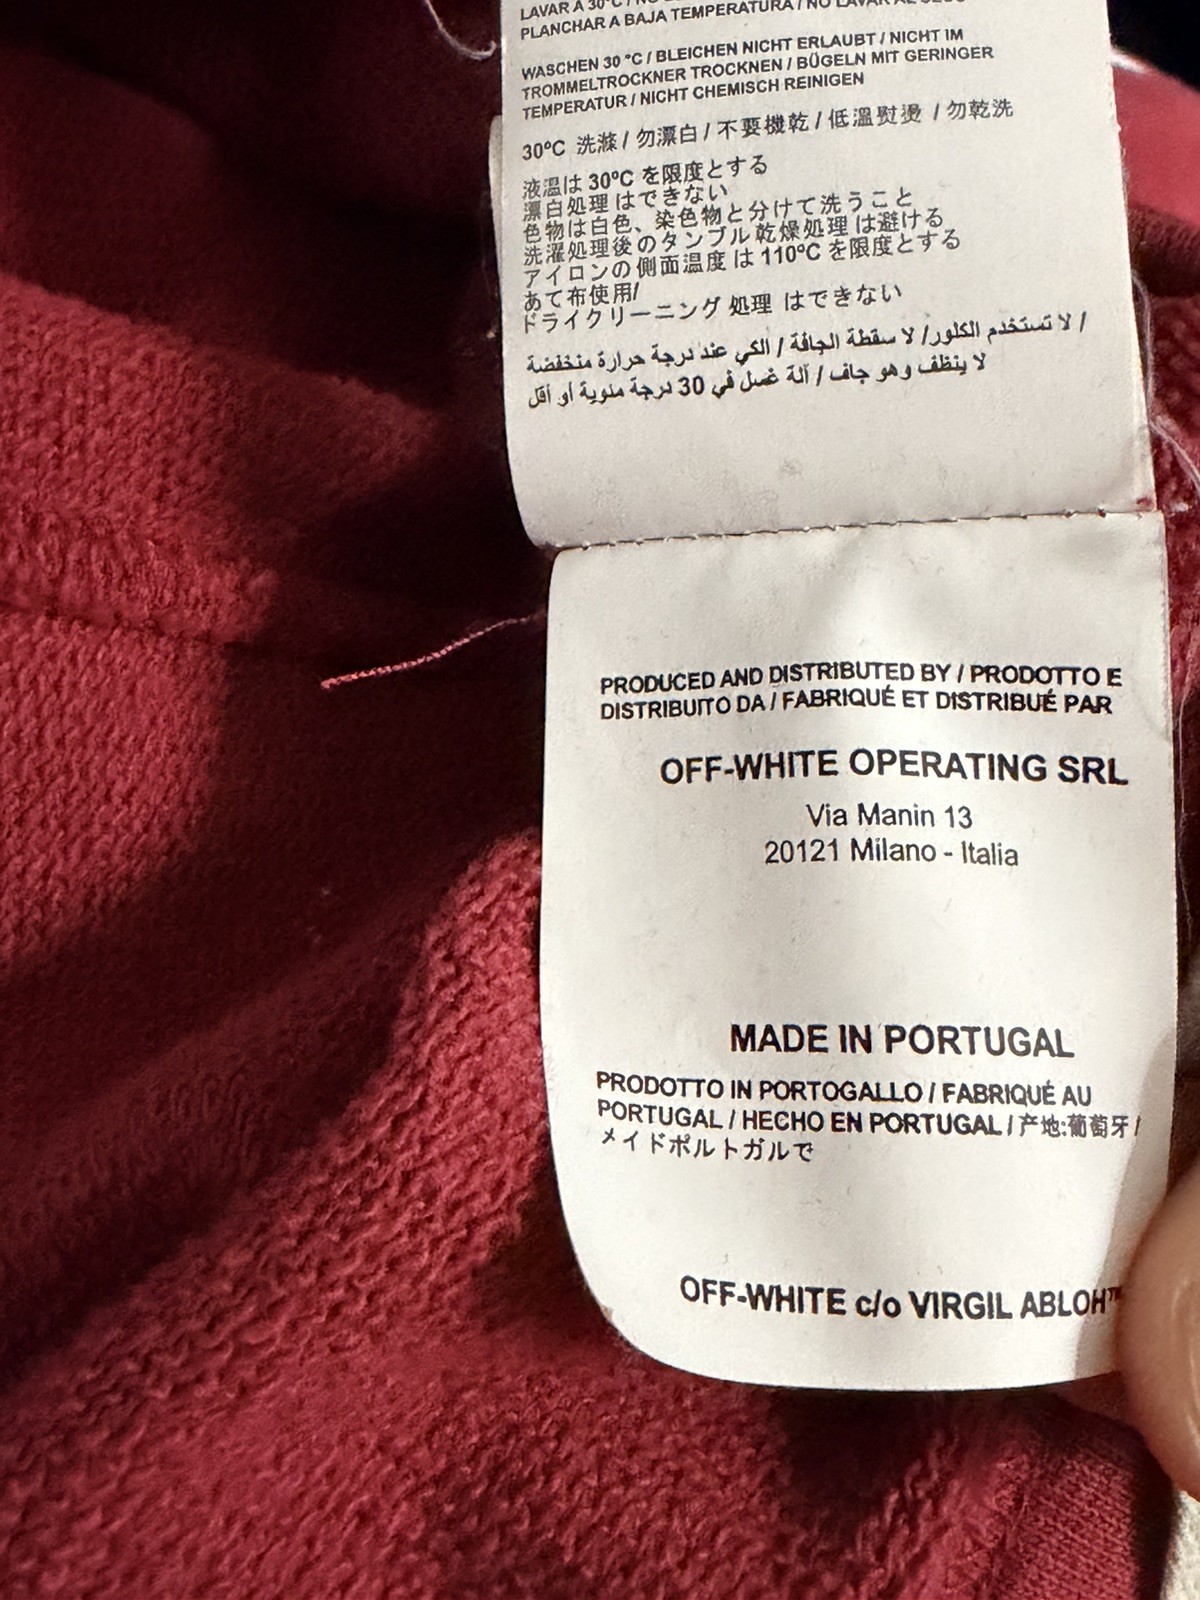 LAVAR A 30°C / NO
PLANCHAR A BAJA TEMPERATURA / NO LAVAR AL SECO
WASCHEN 30 °C / BLEICHEN NICHT ERLAUBT / NICHT IM
TROMMELTROCKNER TROCKNEN / BÜGELN MIT GERINGER
TEMPERATUR / NICHT CHEMISCH REINIGEN
30ºC 洗滌 / 勿漂白 / 不要機乾 / 低溫熨燙 / 勿乾洗
液温は 30ºC を限度とする
漂白処理 はできない
色物は白色、染色物と分けて洗うこと
洗濯処理後のタンブル乾燥処理 は避ける
アイロンの側面温度 は 110ºC を限度とする
あて布使用/
ドライクリーニング 処理 はできない
لا تستخدم الكلور/ لا سقطة الجافة / الكي عند درجة حرارة منخفضة /
لا ينظف وهو جاف / آلة غسل في 30 درجة مئوية أو أقل
PRODUCED AND DISTRIBUTED BY / PRODOTTO E
DISTRIBUITO DA / FABRIQUÉ ET DISTRIBUÉ PAR
OFF-WHITE OPERATING SRL
Via Manin 13
20121 Milano - Italia
MADE IN PORTUGAL
PRODOTTO IN PORTOGALLO / FABRIQUÉ AU
PORTUGAL / HECHO EN PORTUGAL / 产地:葡萄牙 /
メイドポルトガルで
OFF-WHITE c/o VIRGIL ABLOH™